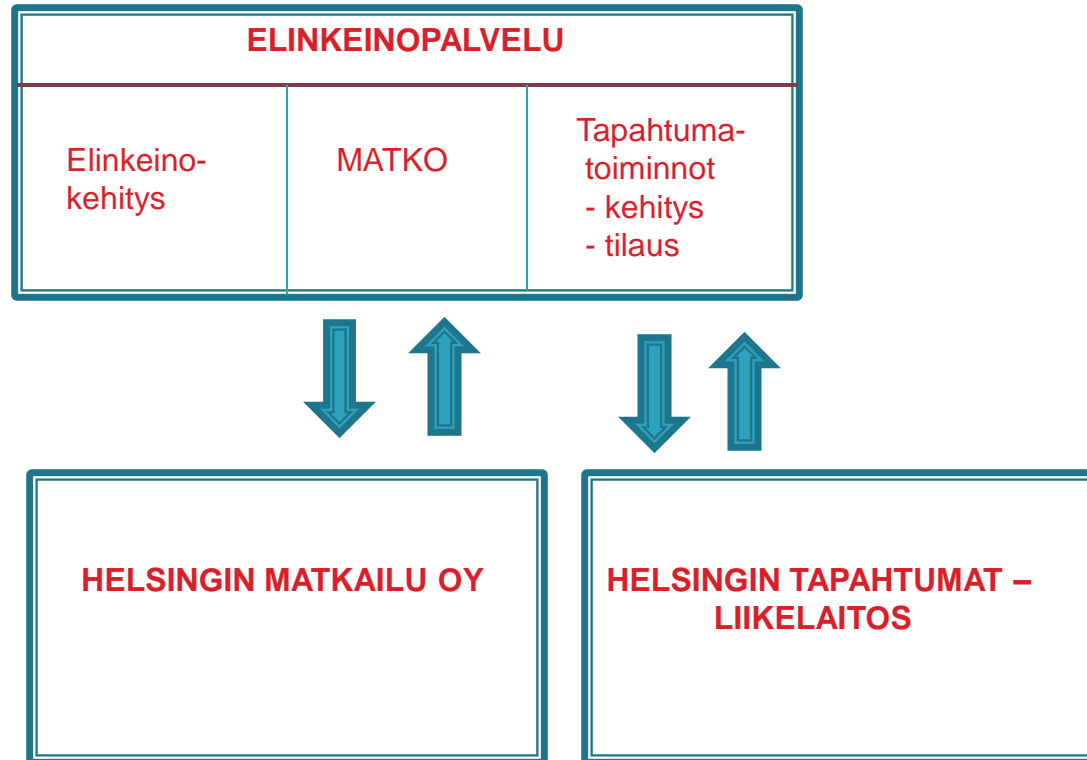 ELINKEINOPALVELU
Elinkeino-
kehitys
MATKO
Tapahtuma-
toiminnot
- kehitys
- tilaus
HELSINGIN MATKAILU OY
HELSINGIN TAPAHTUMAT –
LIIKELAITOS